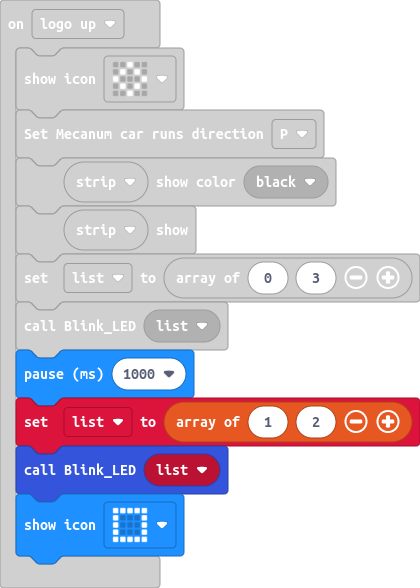 on logo up
show icon
Set Mecanum car runs direction P
strip show color black
strip show
set list to array of 0 3
call Blink_LED list
pause (ms) 1000
set list to array of 1 2
call Blink_LED list
show icon